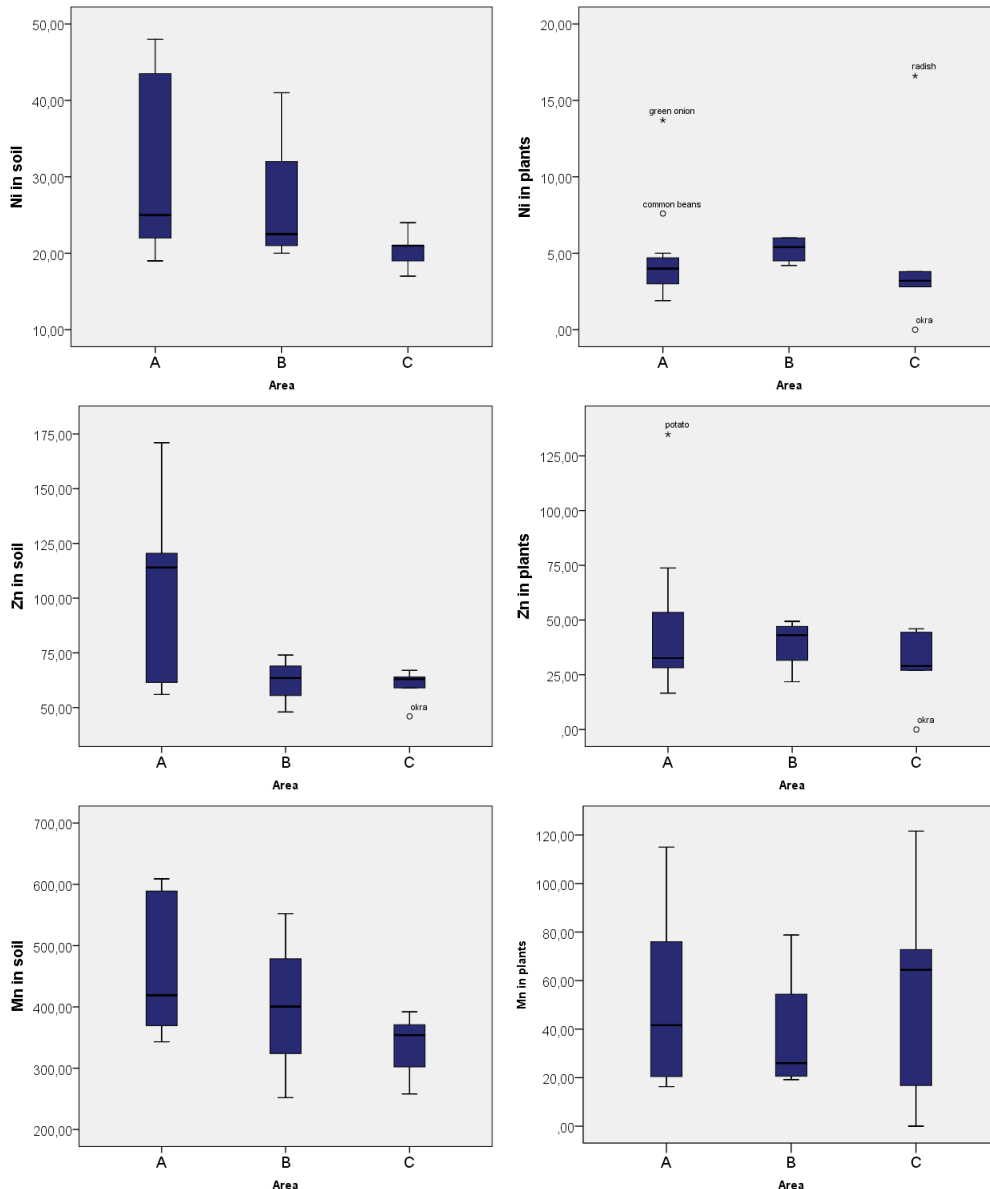 Ni in soil
50,00
40,00
30,00
20,00
10,00
A B C
Area
Ni in plants
20,00
15,00
10,00
5,00
,00
green onion
common beans
radish
okra
A B C
Area
Zn in soil
175,00
150,00
125,00
100,00
75,00
50,00
okra
A B C
Area
Zn in plants
125,00
100,00
75,00
50,00
25,00
,00
potato
okra
A B C
Area
Mn in soil
700,00
600,00
500,00
400,00
300,00
200,00
A B C
Area
Mn in plants
120,00
100,00
80,00
60,00
40,00
20,00
,00
A B C
Area